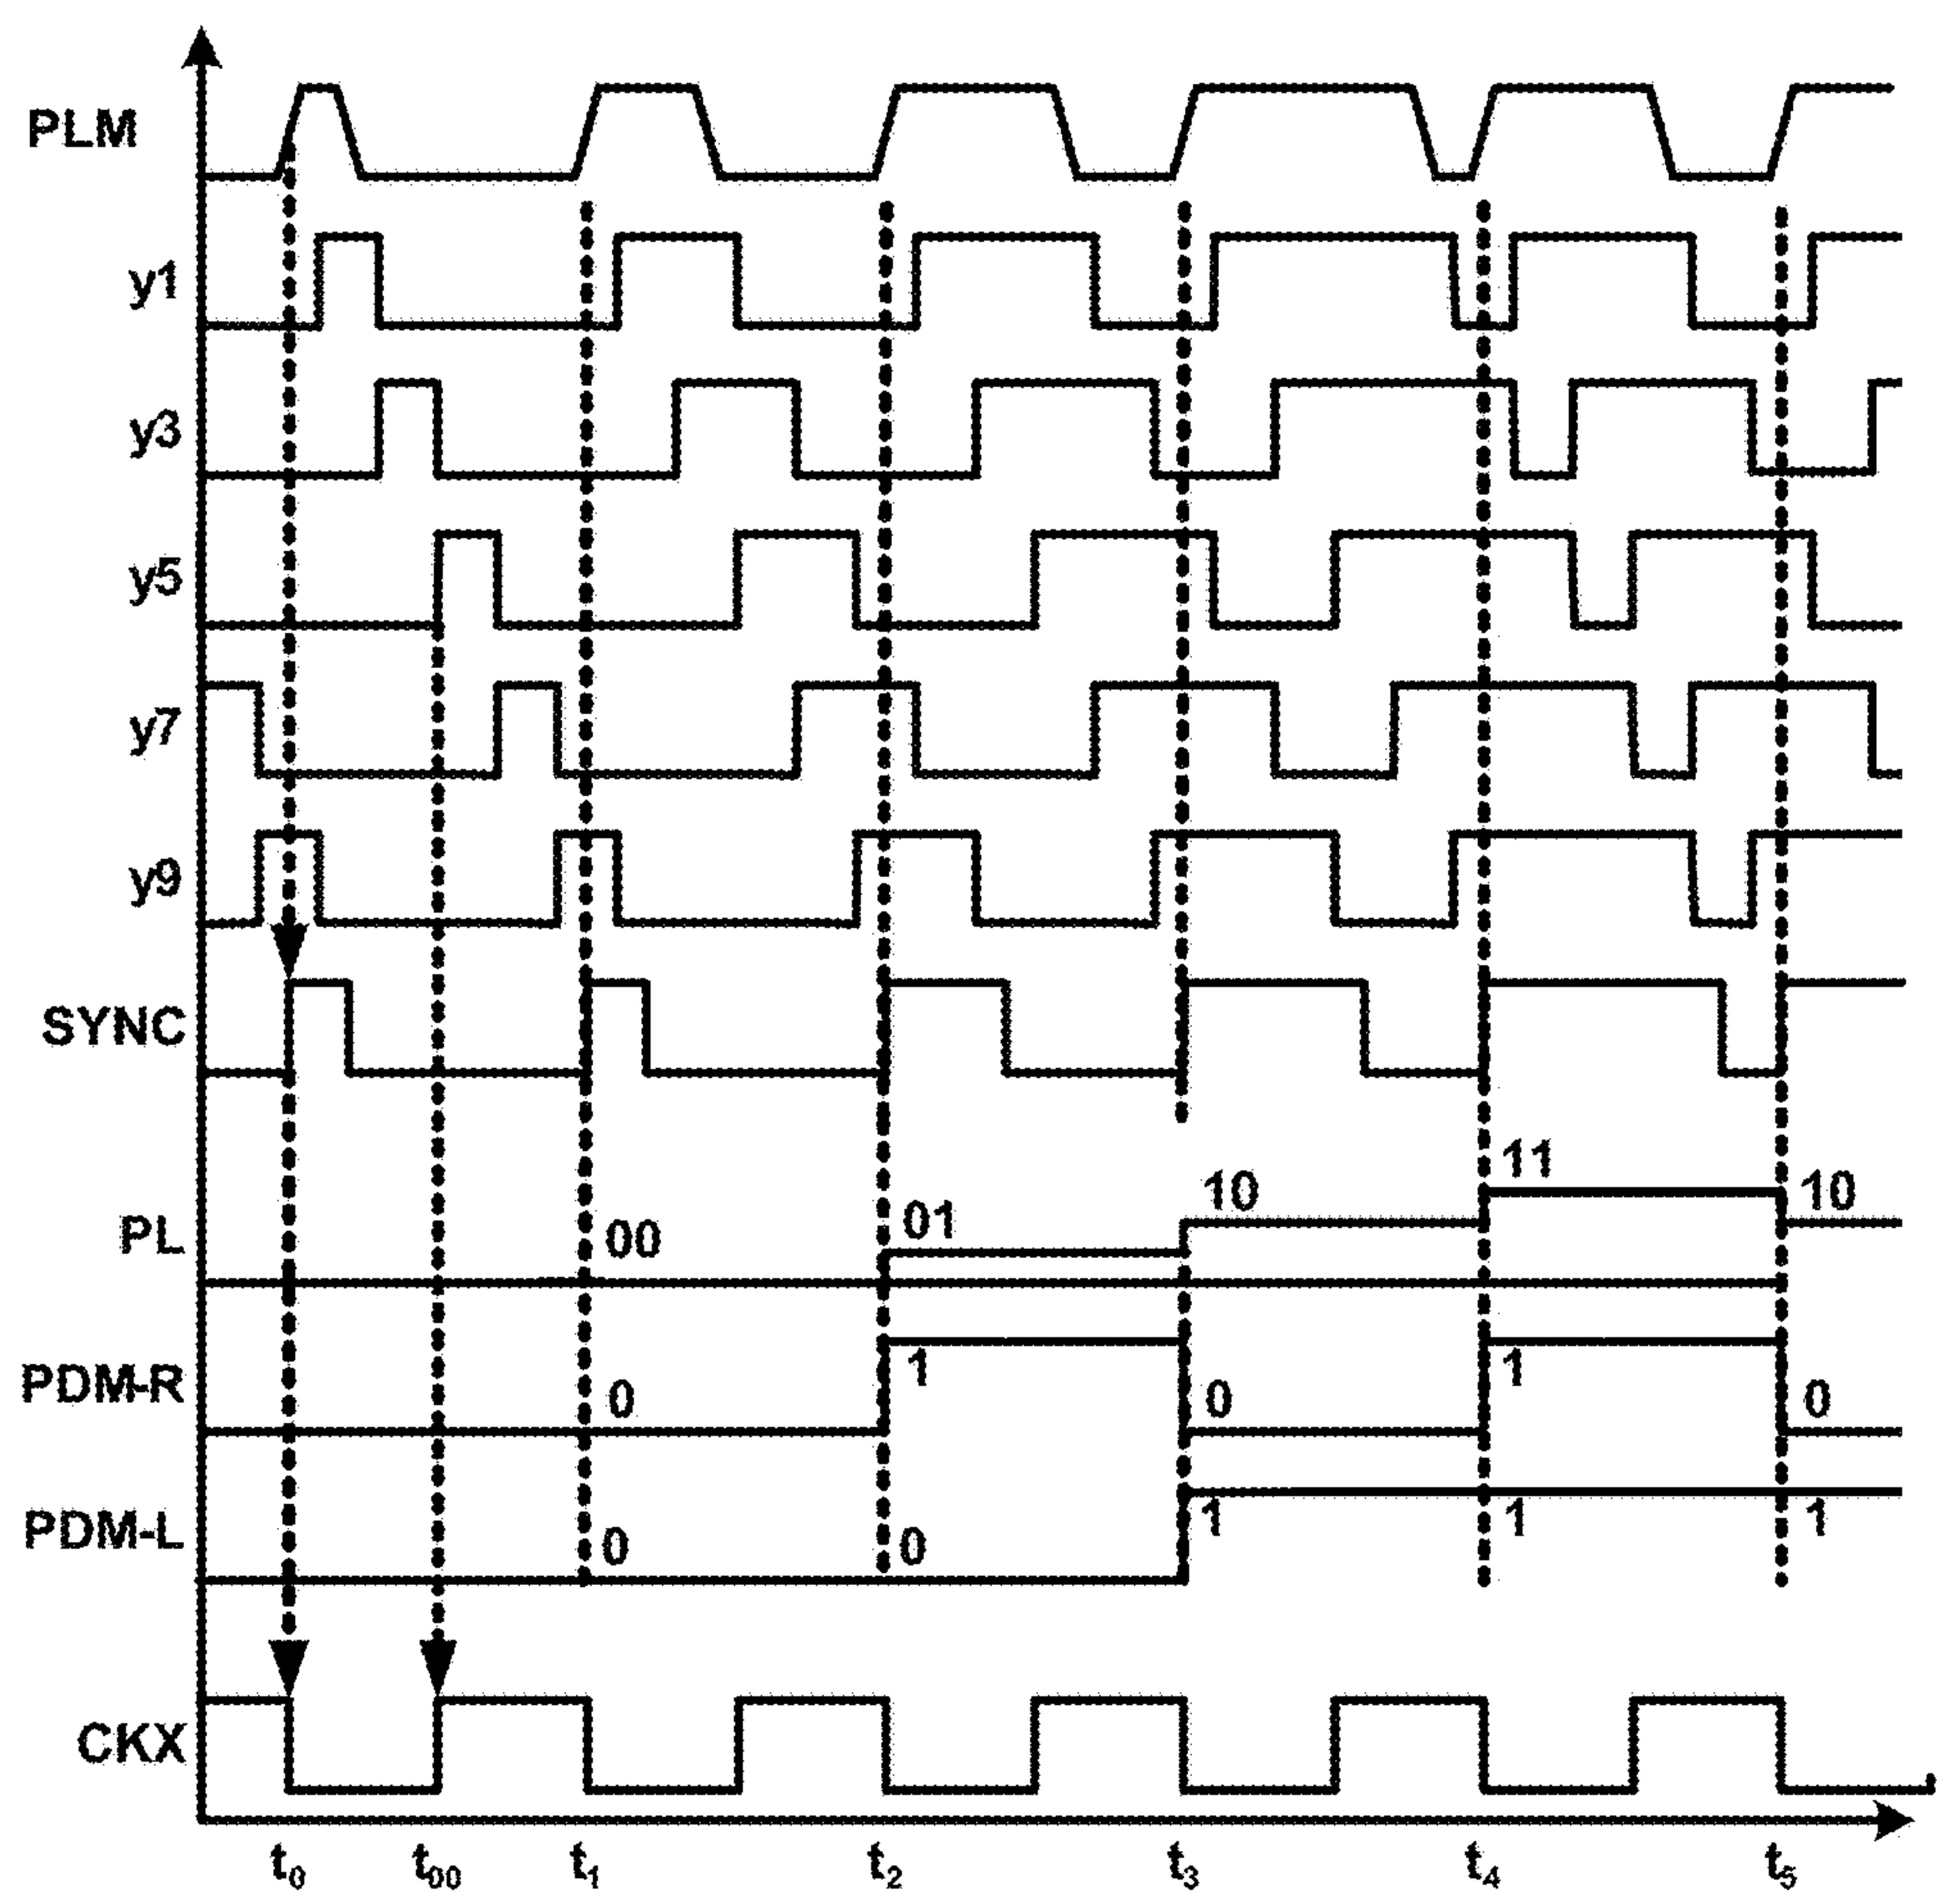 PLM
y1
y3
y5
y7
y9
SYNC
PL 00 01 10 11 10
PDM-R 0 1 0 1 0
PDM-L 0 0 1 1 1
CKX
t0 t00 t1 t2 t3 t4 t5